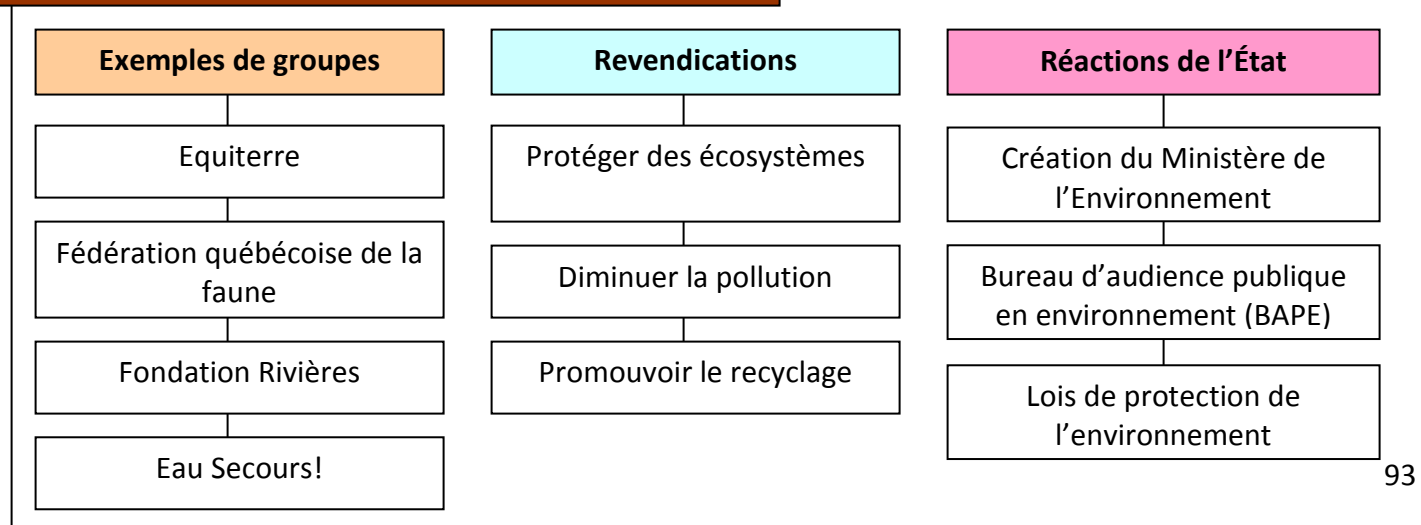 Exemples de groupes
Equiterre
Fédération québécoise de la
faune
Fondation Rivières
Eau Secours!
Revendications
Protéger des écosystèmes
Diminuer la pollution
Promouvoir le recyclage
Réactions de l'État
Création du Ministère de
l'Environnement
Bureau d'audience publique
en environnement (BAPE)
Lois de protection de
l'environnement
93